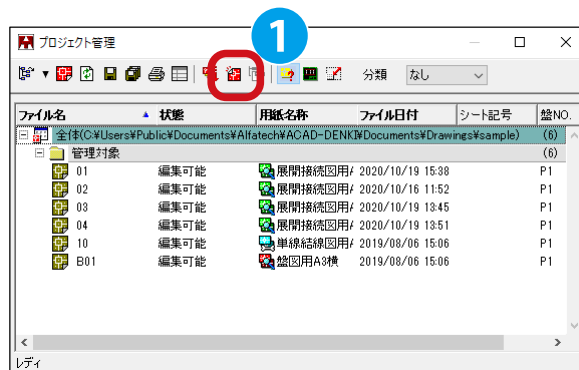 1
プロジェクト管理
分類 なし
ファイル名 状態 用紙名称 ファイル日付 シート記号 盤NO.
全体(C:¥Users¥Public¥Documents¥Alfatech¥ACAD-DENKI¥Documents¥Drawings¥sample) (6)
管理対象 (6)
01 編集可能 展開接続図用 2020/10/19 15:38 P1
02 編集可能 展開接続図用 2020/10/16 11:52 P1
03 編集可能 展開接続図用 2020/10/19 13:45 P1
04 編集可能 展開接続図用 2020/10/19 13:51 P1
10 編集可能 単線結線図用 2019/08/06 15:06 P1
B01 編集可能 盤図用A3横 2019/08/06 15:06 P1
レディ